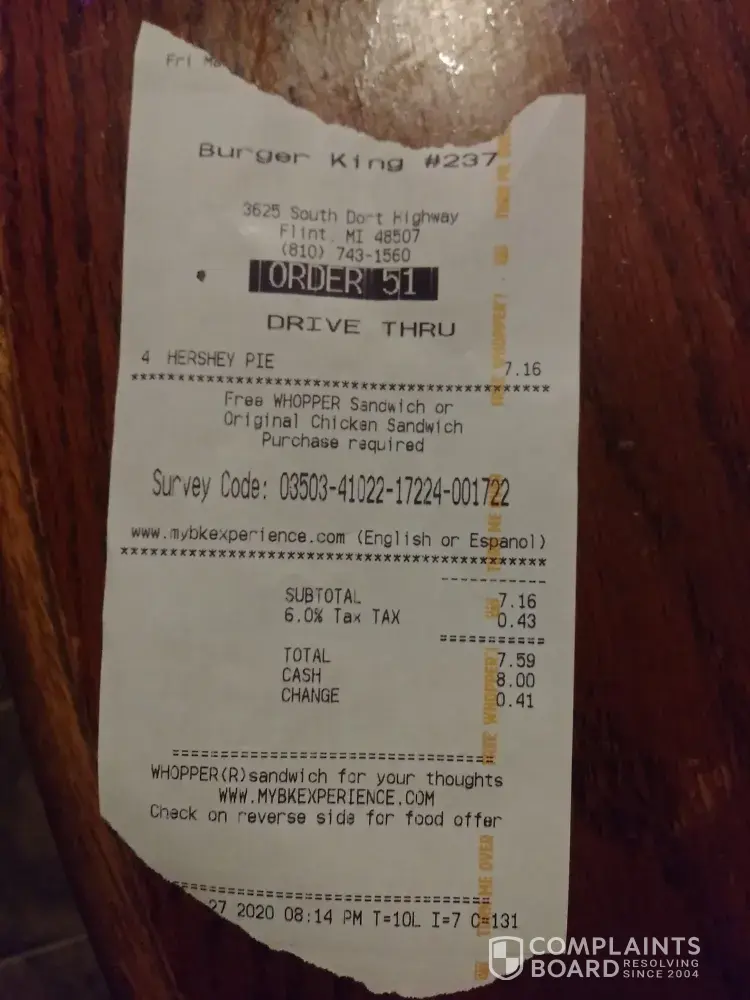 Fri Ma
Burger King #237
3625 South Dort Highway
Flint, MI 48507
(810) 743-1560
ORDER 51
DRIVE THRU
4 HERSHEY PIE 7.16
****************************************
Free WHOPPER Sandwich or
Original Chicken Sandwich
Purchase required
Survey Code: 03503-41022-17224-001722
www.mybkexperience.com (English or Espanol)
****************************************
SUBTOTAL 7.16
6.0% Tax TAX 0.43
TOTAL 7.59
CASH 8.00
CHANGE 0.41
WHOPPER(R) sandwich for your thoughts
WWW.MYBKEXPERIENCE.COM
Check on reverse side for food offer
27 2020 08:14 PM T=10L I=7 C=131
ME OVER
COMPLAINTS
BOARD RESOLVING
SINCE 2004